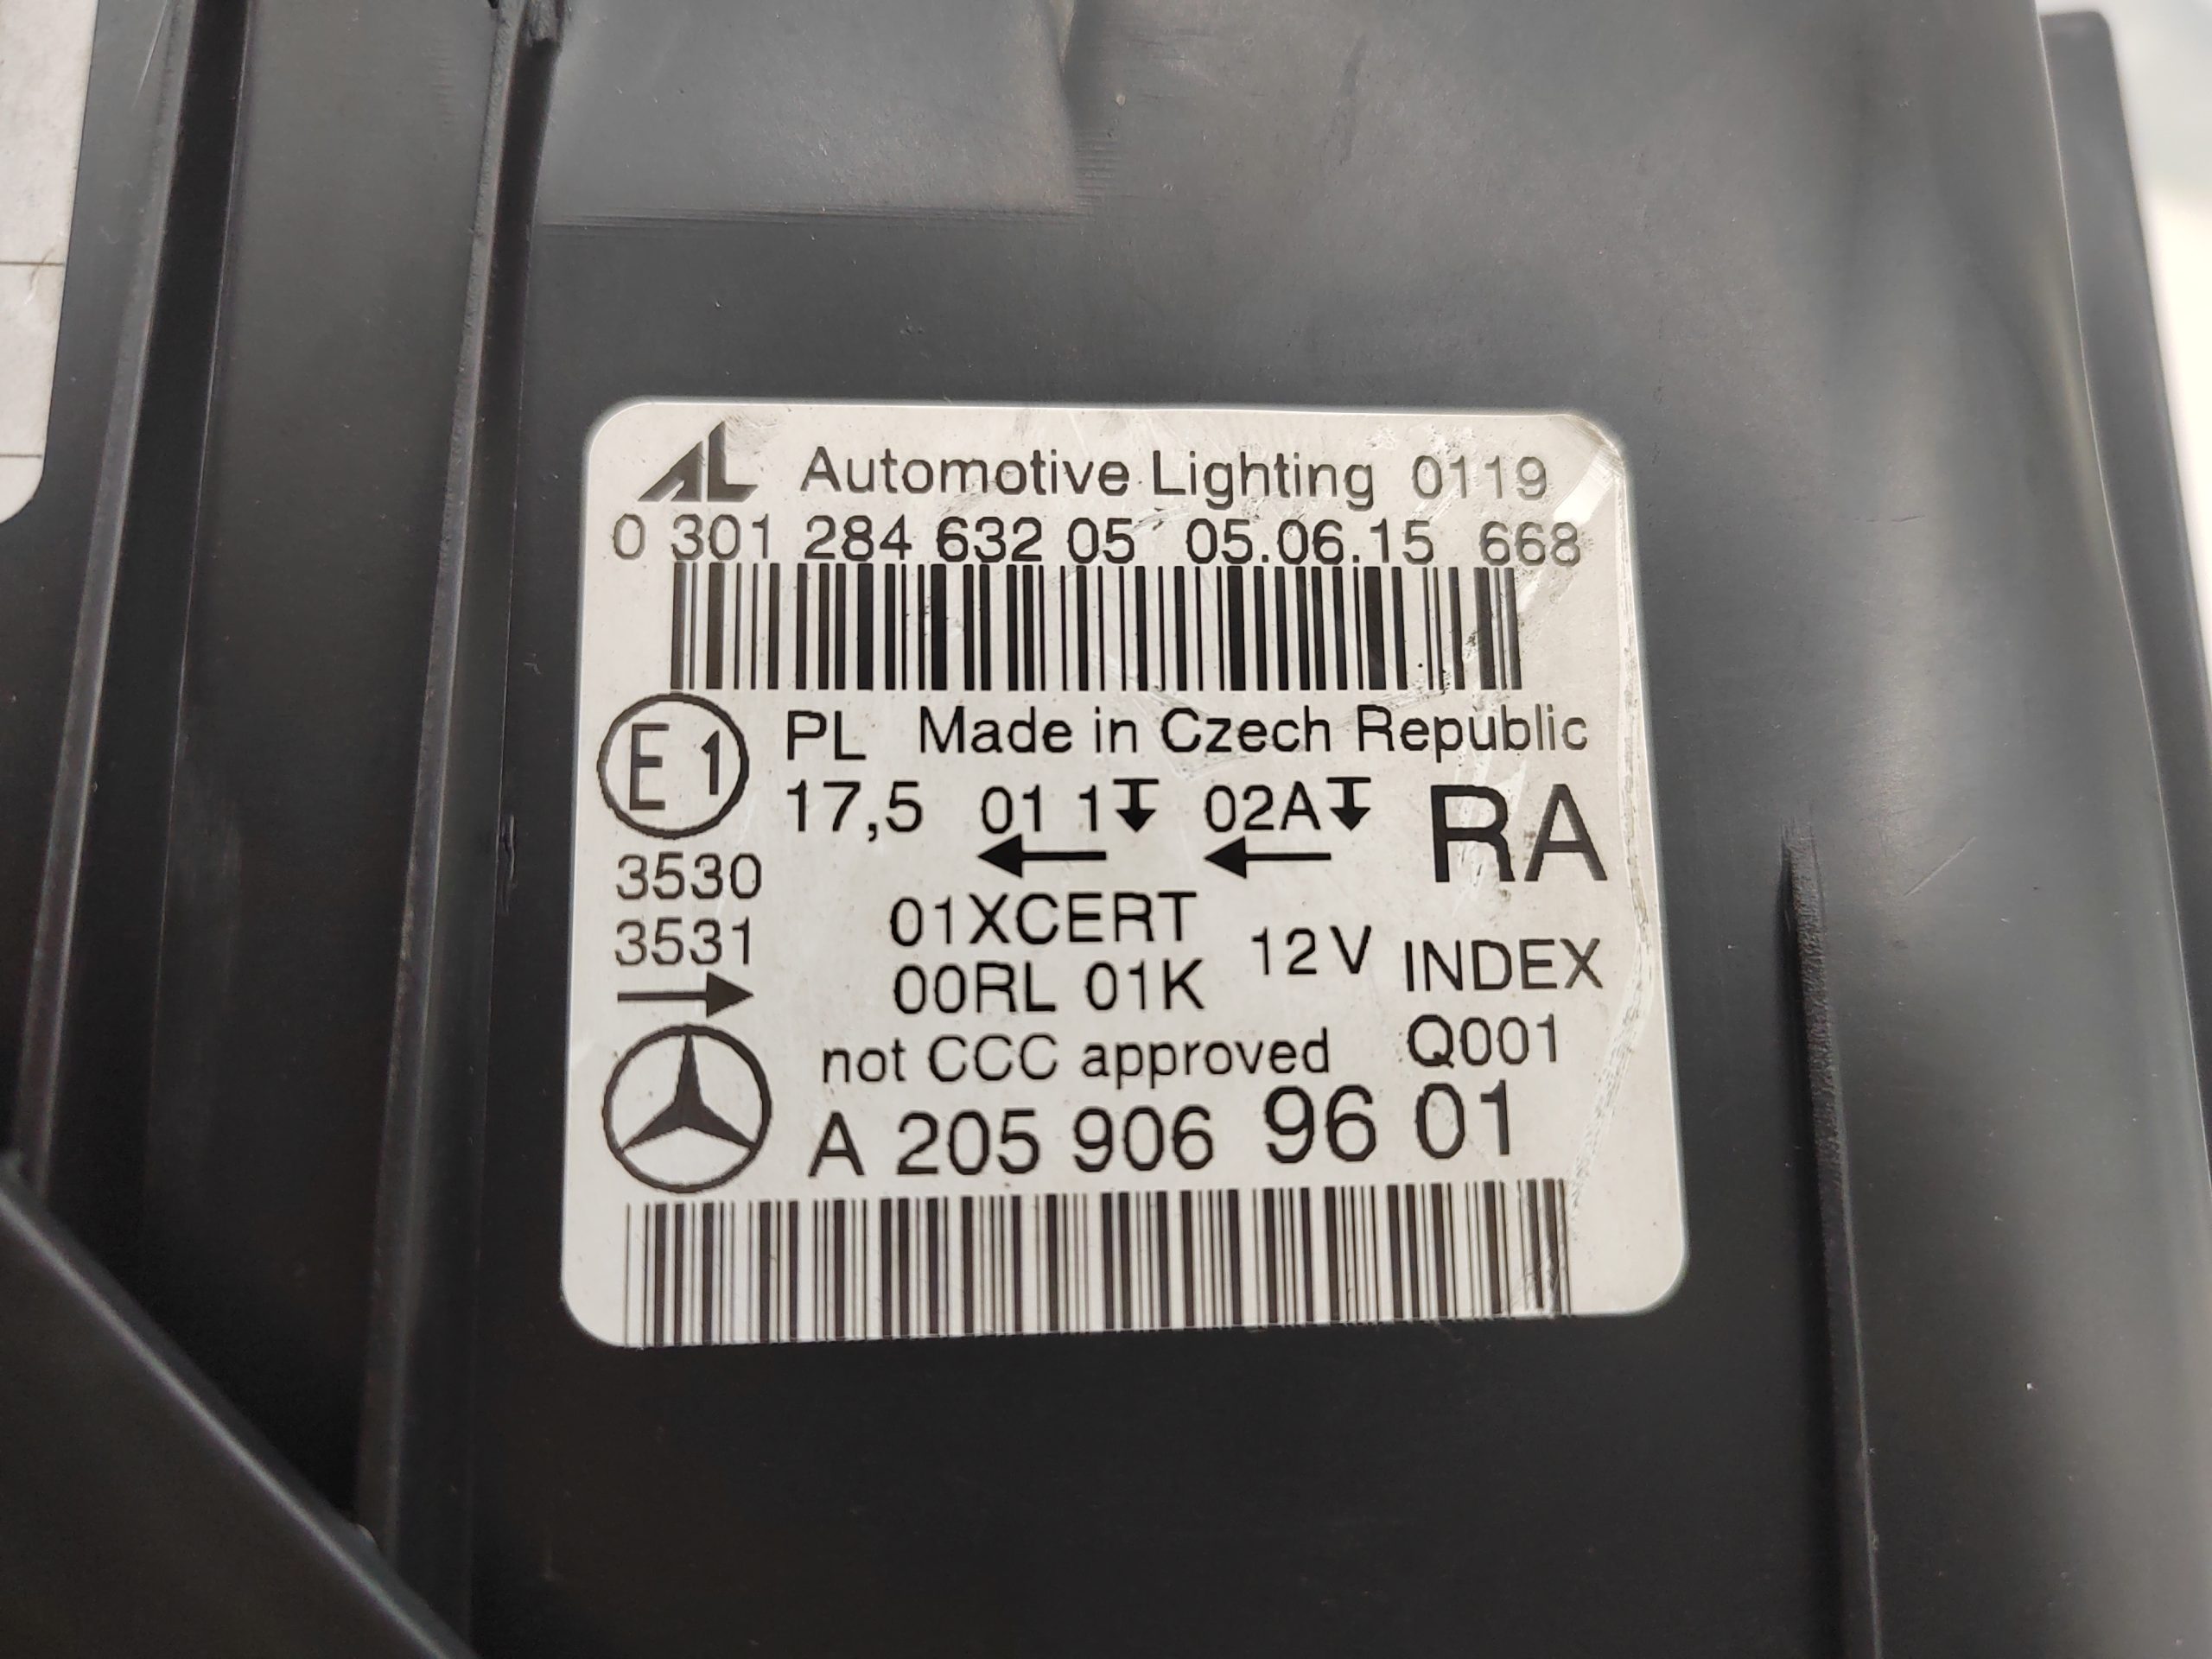 AL Automotive Lighting 0119
0 301 284 632 05 05.06.15 668
E1 PL Made in Czech Republic
17,5 01 1 02A RA
3530
3531
01XCERT
00RL 01K
12V INDEX
not CCC approved Q001
A 205 906 96 01